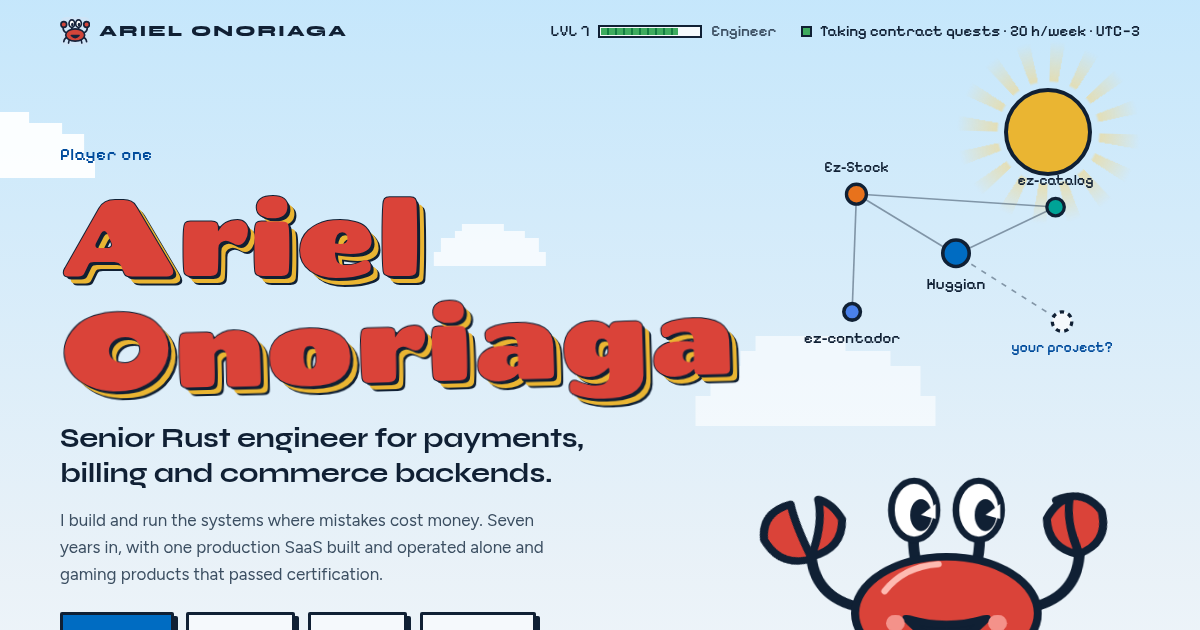 ARIEL ONORIAGA
LVL 7
Engineer
Taking contract quests · 20 h/week · UTC-3
Player one
Ez-Stock
ez-catalog
Ariel
Onoriaga
Huggian
ez-contador
your project?
Senior Rust engineer for payments,
billing and commerce backends.
I build and run the systems where mistakes cost money. Seven
years in, with one production SaaS built and operated alone and
gaming products that passed certification.